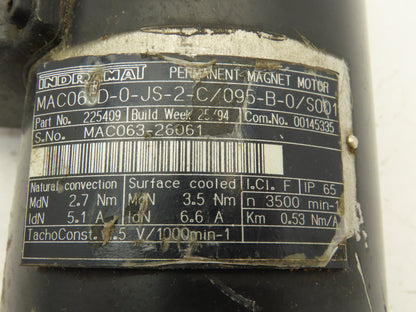 INDRAMAT PERMANENT-MAGNET MOTOR
MAC063D-0-JS-2-C/095-B-0/S001
Part No. 225409 Build Week 25/94 Com.No. 00145335
S.No. MAC063-26061
Natural convection Surface cooled I.Cl. F IP 65
MdN 2.7 Nm MdN 3.5 Nm n 3500 min-1
IdN 5.1 A IdN 6.6 A Km 0.53 Nm/A
TachoConst. 1.5 V/1000min-1